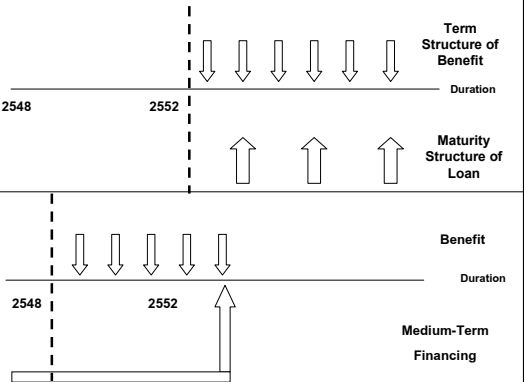 Term
Structure of
Benefit
Duration
2548
2552
Maturity
Structure of
Loan
Benefit
Duration
2548
2552
Medium-Term
Financing